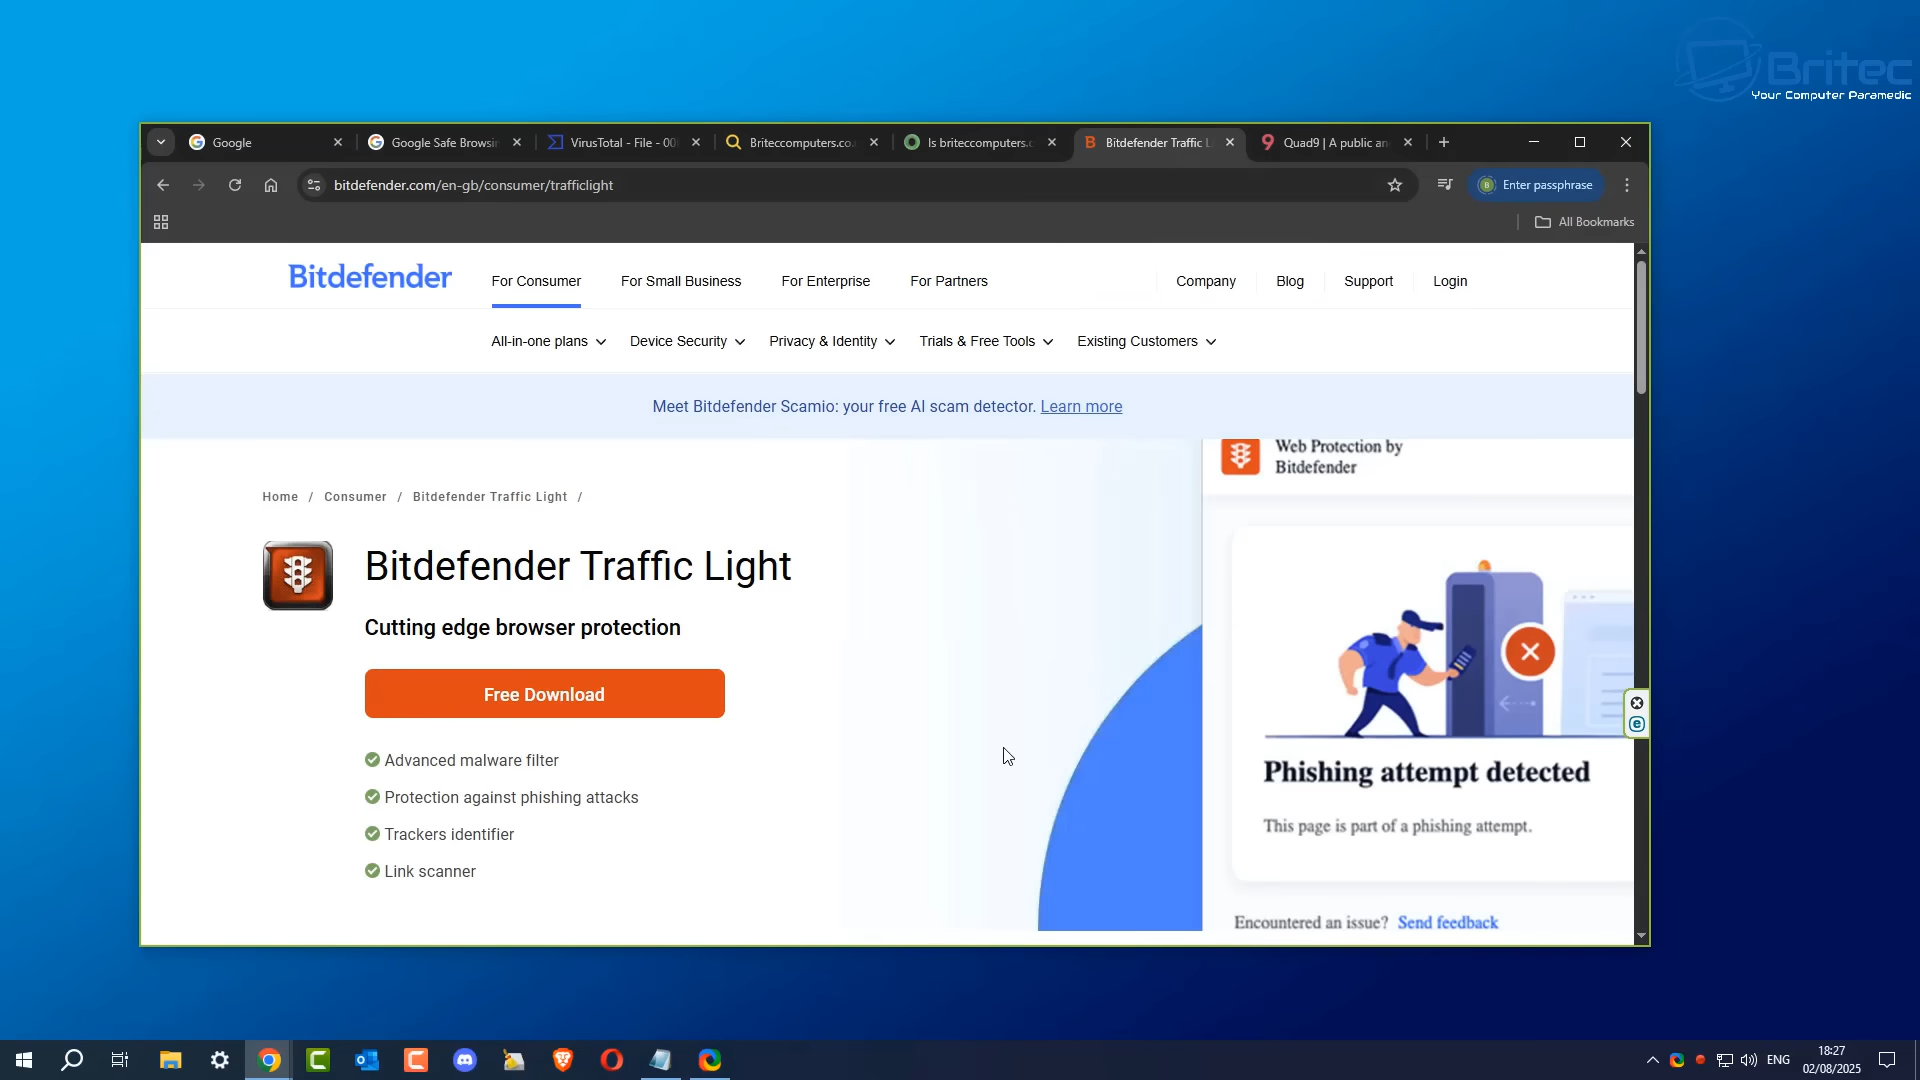 Britec
Your Computer Paramedic
Google
Google Safe Browsin
VirusTotal - File - 00
Briteccomputers.co.
Is briteccomputers.c
Bitdefender Traffic L
Quad9 | A public an
bitdefender.com/en-gb/consumer/trafficlight
Enter passphrase
All Bookmarks
Bitdefender
For Consumer
For Small Business
For Enterprise
For Partners
Company
Blog
Support
Login
All-in-one plans
Device Security
Privacy & Identity
Trials & Free Tools
Existing Customers
Meet Bitdefender Scamio: your free AI scam detector. Learn more
Home / Consumer / Bitdefender Traffic Light /
Bitdefender Traffic Light
Cutting edge browser protection
Free Download
Advanced malware filter
Protection against phishing attacks
Trackers identifier
Link scanner
Web Protection by
Bitdefender
Phishing attempt detected
This page is part of a phishing attempt.
Encountered an issue? Send feedback
ENG
18:27
02/08/2025